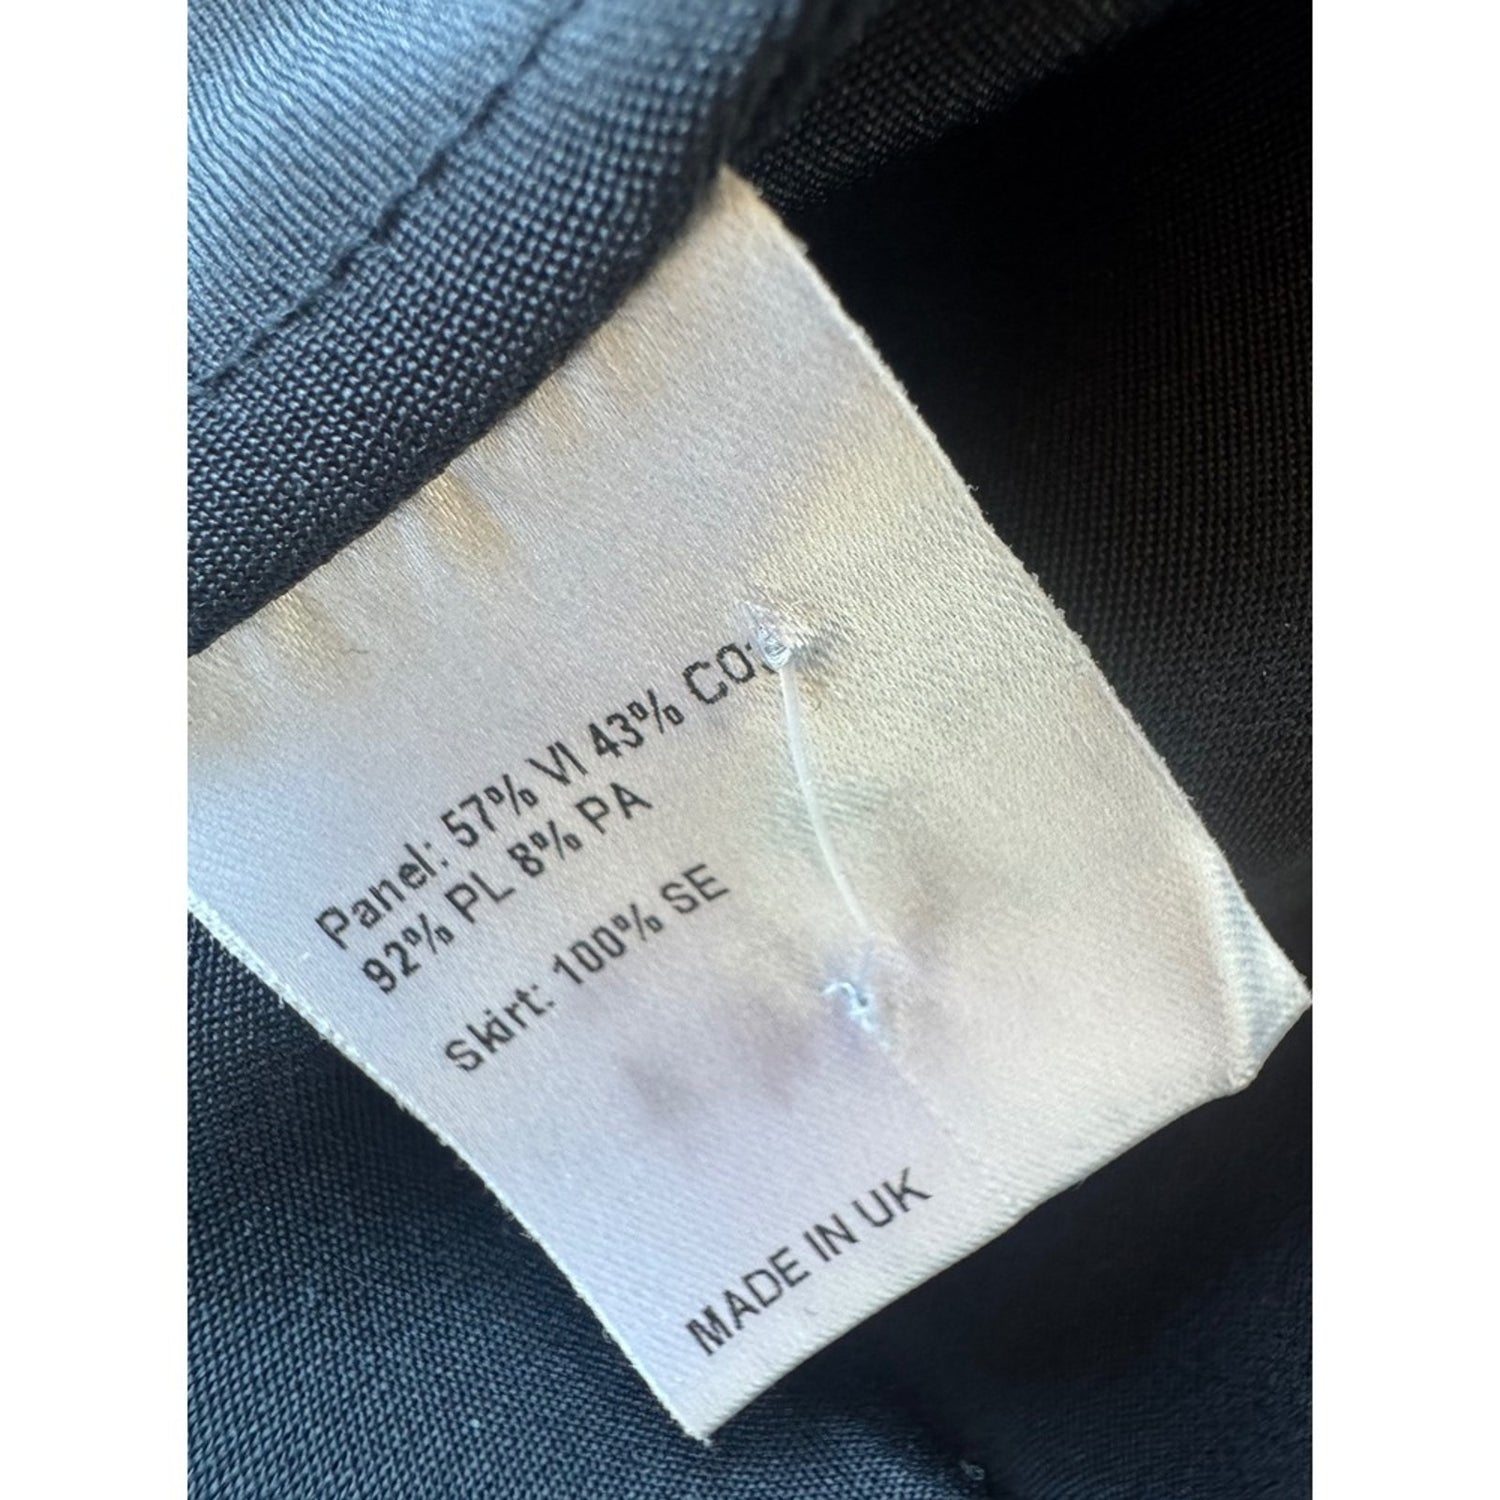 Panel: 57% VI 43% CO:
92% PL 8% PA
Skirt: 100% SE
MADE IN UK